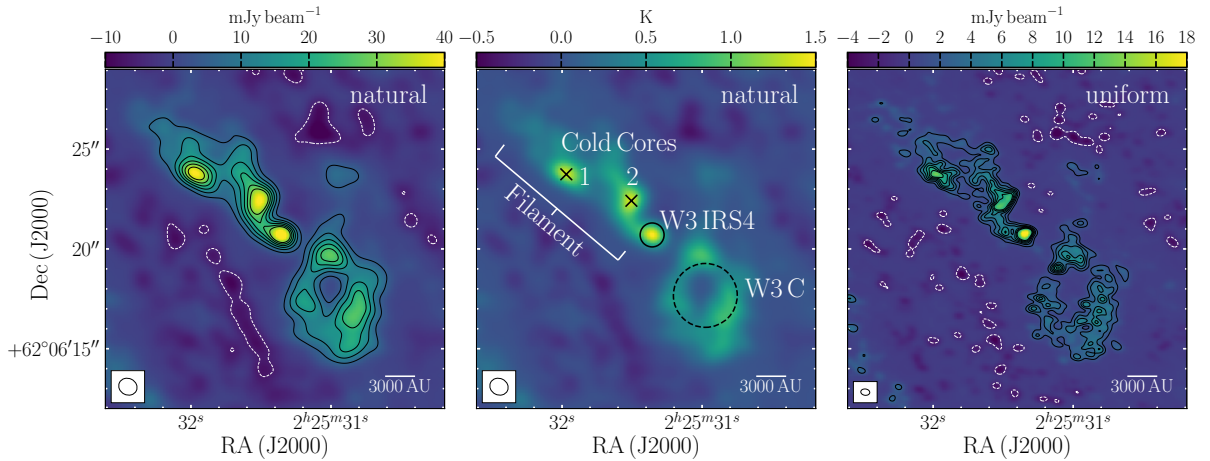 mJy beam⁻¹
−10 0 10 20 30 40
natural
Dec (J2000)
25″
20″
+62°06′15″
3000 AU
32ˢ 2ʰ25ᵐ31ˢ
RA (J2000)
K
−0.5 0.0 0.5 1.0 1.5
natural
Cold Cores
1 2
Filament
W3 IRS4
W3 C
3000 AU
32ˢ 2ʰ25ᵐ31ˢ
RA (J2000)
mJy beam⁻¹
−4 −2 0 2 4 6 8 10 12 14 16 18
uniform
3000 AU
32ˢ 2ʰ25ᵐ31ˢ
RA (J2000)